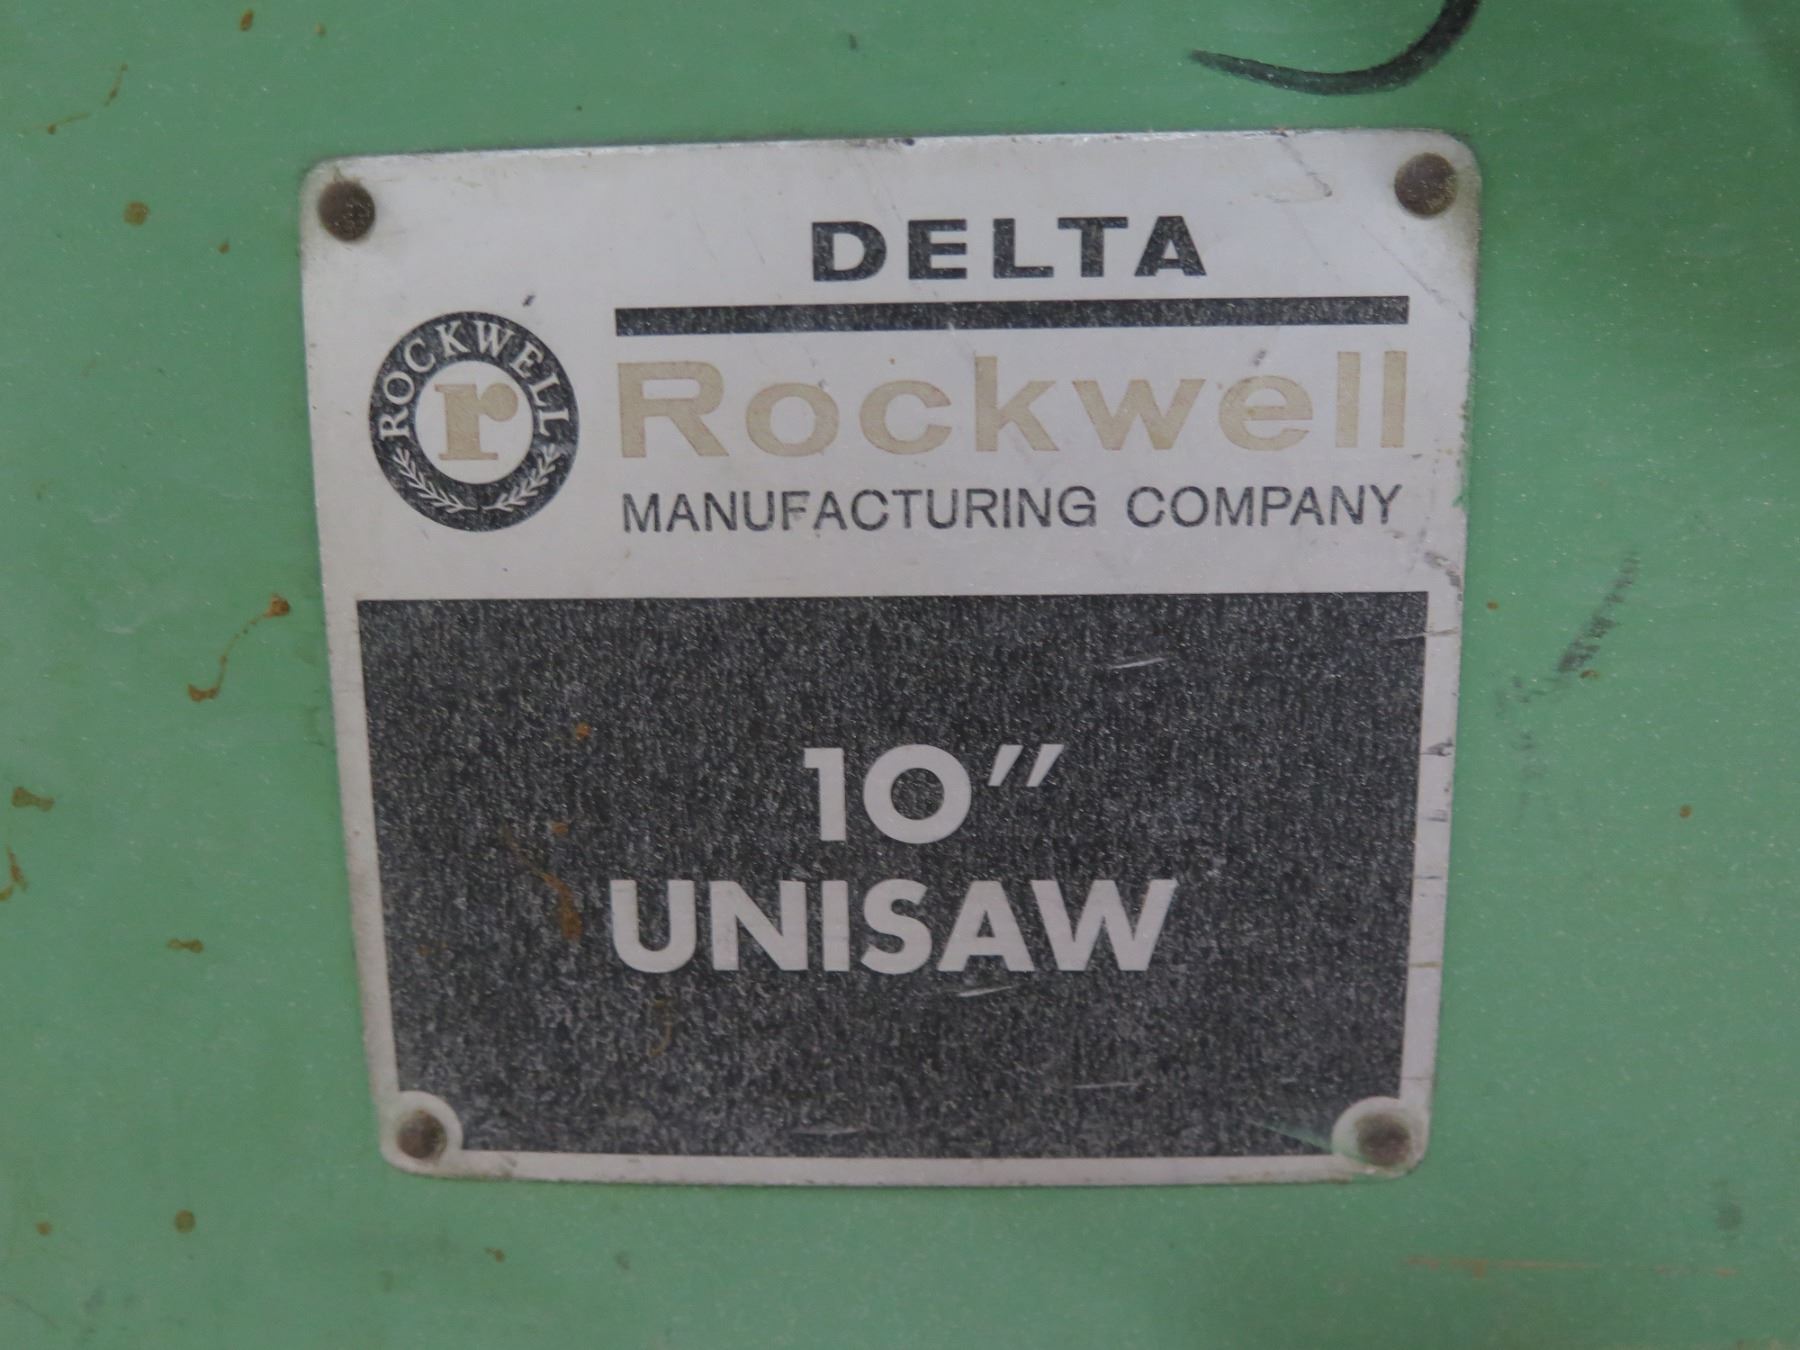 DELTA
ROCKWELL
r
Rockwell
MANUFACTURING COMPANY
10"
UNISAW